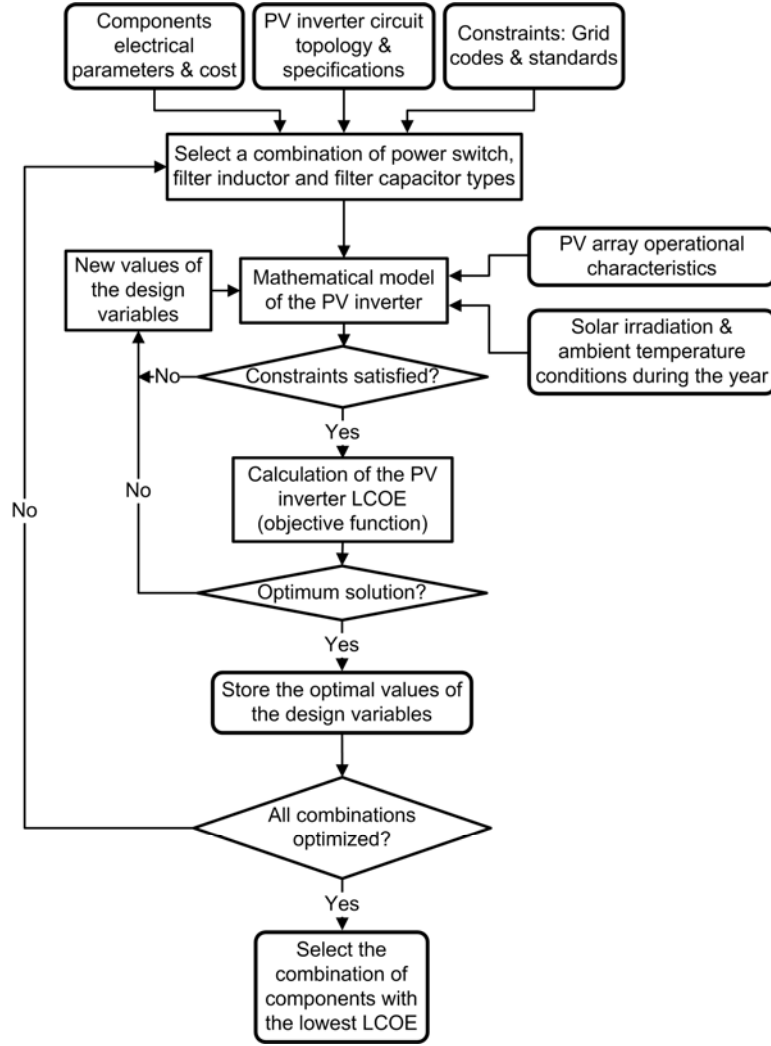 Components
electrical
parameters & cost
PV inverter circuit
topology &
specifications
Constraints: Grid
codes & standards
Select a combination of power switch,
filter inductor and filter capacitor types
New values of
the design
variables
Mathematical model
of the PV inverter
PV array operational
characteristics
Solar irradiation &
ambient temperature
conditions during the year
Constraints satisfied?
No
Yes
Calculation of the PV
inverter LCOE
(objective function)
No
No
Optimum solution?
Yes
Store the optimal values of
the design variables
All combinations
optimized?
Yes
Select the
combination of
components with
the lowest LCOE